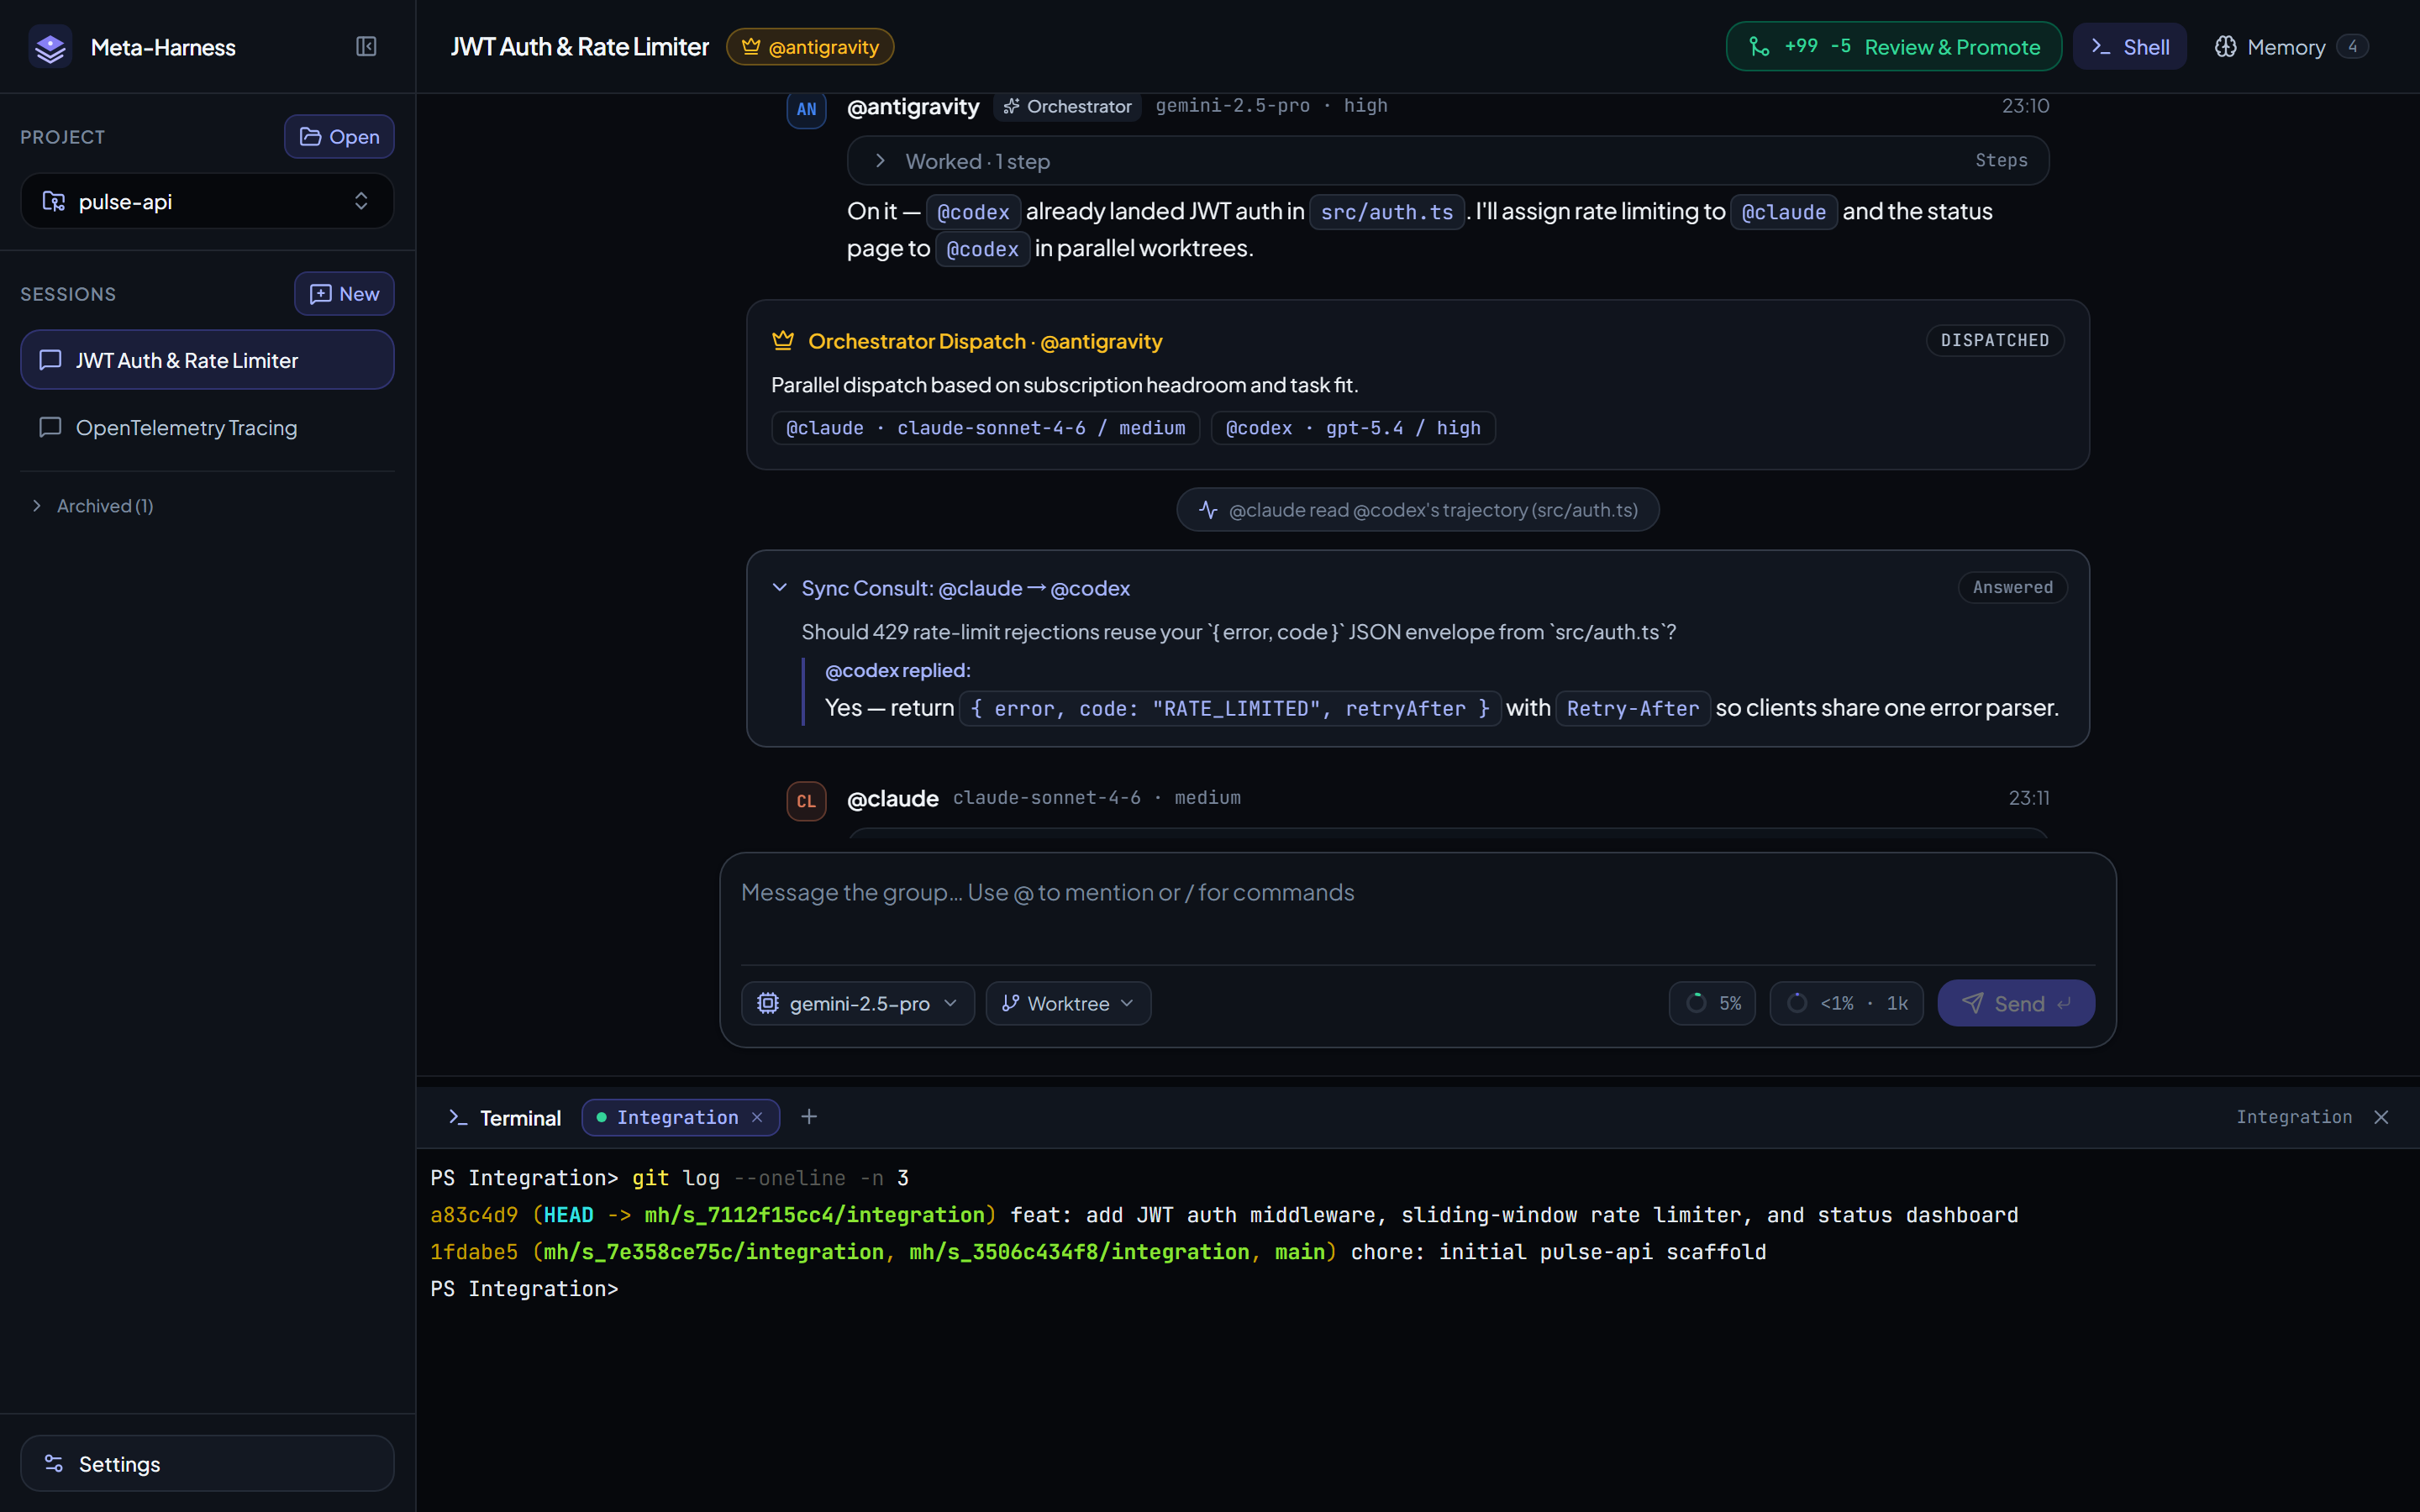 Meta-Harness
PROJECT
Open
pulse-api
SESSIONS
New
JWT Auth & Rate Limiter
OpenTelemetry Tracing
Archived (1)
Settings
JWT Auth & Rate Limiter
@antigravity
+99 -5 Review & Promote
Shell
Memory 4
AN
@antigravity Orchestrator gemini-2.5-pro · high 23:10
Worked · 1 step Steps
On it — @codex already landed JWT auth in src/auth.ts. I'll assign rate limiting to @claude and the status
page to @codex in parallel worktrees.
Orchestrator Dispatch · @antigravity DISPATCHED
Parallel dispatch based on subscription headroom and task fit.
@claude · claude-sonnet-4-6 / medium @codex · gpt-5.4 / high
@claude read @codex's trajectory (src/auth.ts)
Sync Consult: @claude → @codex Answered
Should 429 rate-limit rejections reuse your `{ error, code }` JSON envelope from `src/auth.ts`?
@codex replied:
Yes — return { error, code: "RATE_LIMITED", retryAfter } with Retry-After so clients share one error parser.
CL
@claude claude-sonnet-4-6 · medium 23:11
Message the group... Use @ to mention or / for commands
gemini-2.5-pro Worktree 5% <1% · 1k Send
Terminal Integration Integration
PS Integration> git log --oneline -n 3
a83c4d9 (HEAD -> mh/s_7112f15cc4/integration) feat: add JWT auth middleware, sliding-window rate limiter, and status dashboard
1fdabe5 (mh/s_7e358ce75c/integration, mh/s_3506c434f8/integration, main) chore: initial pulse-api scaffold
PS Integration>